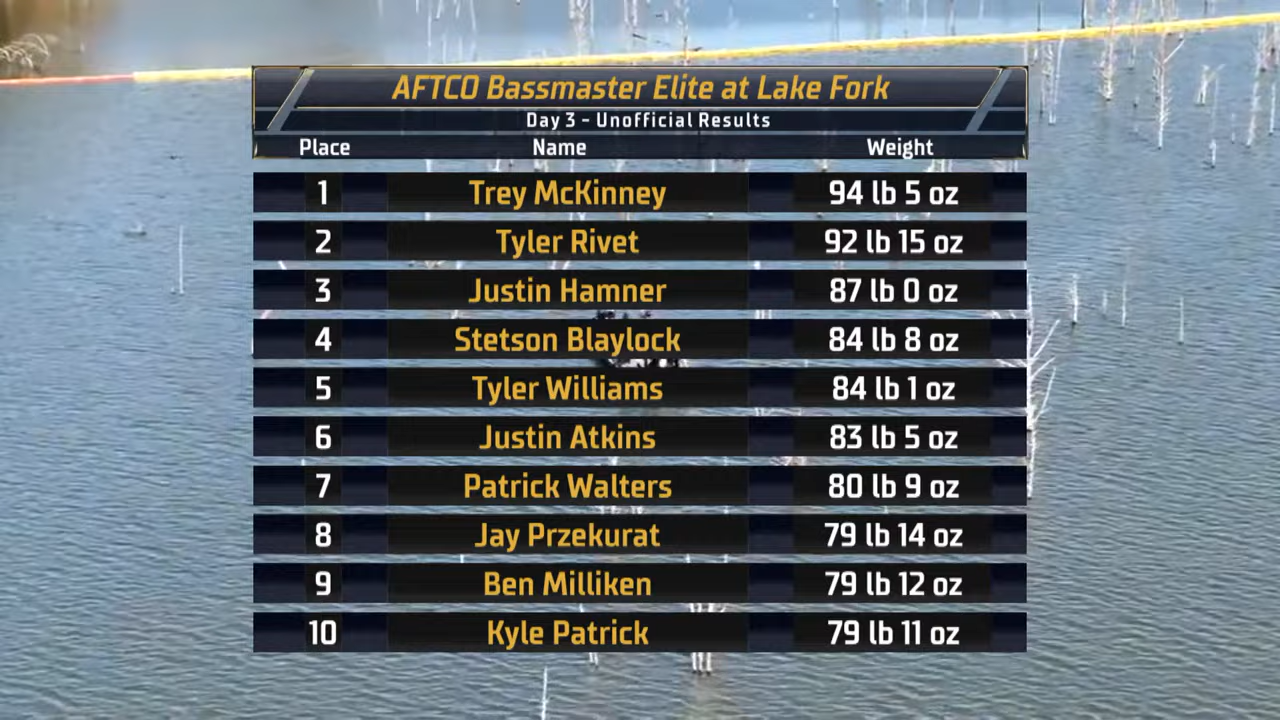 AFTCO Bassmaster Elite at Lake Fork
Day 3 - Unofficial Results
Place Name Weight
1 Trey McKinney 94 lb 5 oz
2 Tyler Rivet 92 lb 15 oz
3 Justin Hamner 87 lb 0 oz
4 Stetson Blaylock 84 lb 8 oz
5 Tyler Williams 84 lb 1 oz
6 Justin Atkins 83 lb 5 oz
7 Patrick Walters 80 lb 9 oz
8 Jay Przekurat 79 lb 14 oz
9 Ben Milliken 79 lb 12 oz
10 Kyle Patrick 79 lb 11 oz